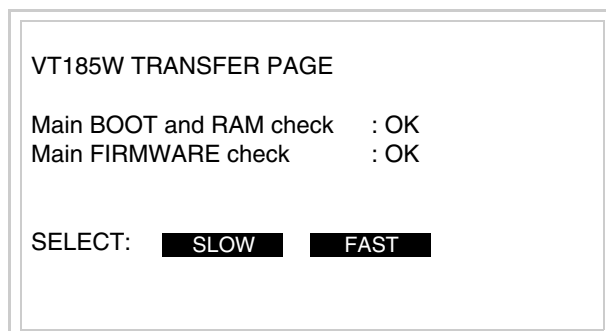 VT185W TRANSFER PAGE
Main BOOT and RAM check : OK
Main FIRMWARE check : OK
SELECT: SLOW FAST